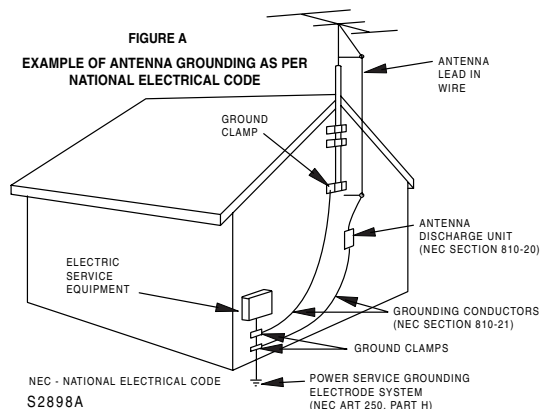 FIGURE A
EXAMPLE OF ANTENNA GROUNDING AS PER
NATIONAL ELECTRICAL CODE
ANTENNA
LEAD IN
WIRE
GROUND
CLAMP
ANTENNA
DISCHARGE UNIT
(NEC SECTION 810-20)
ELECTRIC
SERVICE
EQUIPMENT
GROUNDING CONDUCTORS
(NEC SECTION 810-21)
GROUND CLAMPS
POWER SERVICE GROUNDING
ELECTRODE SYSTEM
(NEC ART 250, PART H)
NEC - NATIONAL ELECTRICAL CODE
S2898A